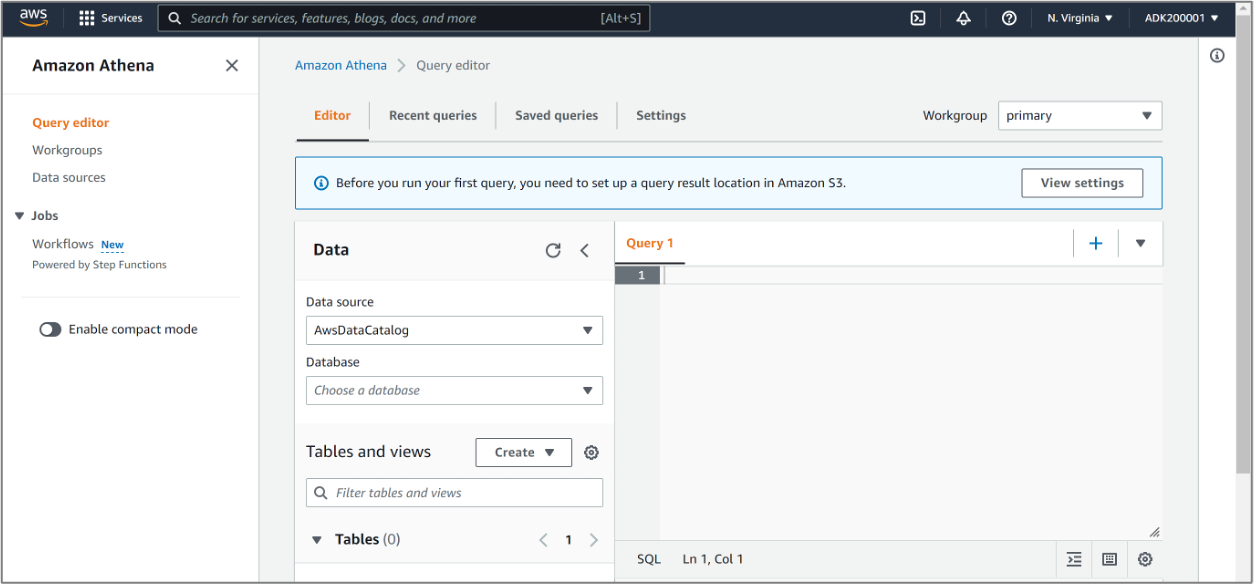 aws
Services
Search for services, features, blogs, docs, and more
[Alt+S]
N. Virginia
ADK200001
Amazon Athena
Query editor
Workgroups
Data sources
Jobs
Workflows New
Powered by Step Functions
Enable compact mode
Amazon Athena
Query editor
Editor
Recent queries
Saved queries
Settings
Workgroup
primary
Before you run your first query, you need to set up a query result location in Amazon S3.
View settings
Data
Data source
AwsDataCatalog
Database
Choose a database
Tables and views
Create
Filter tables and views
Tables (0)
1
Query 1
1
SQL
Ln 1, Col 1